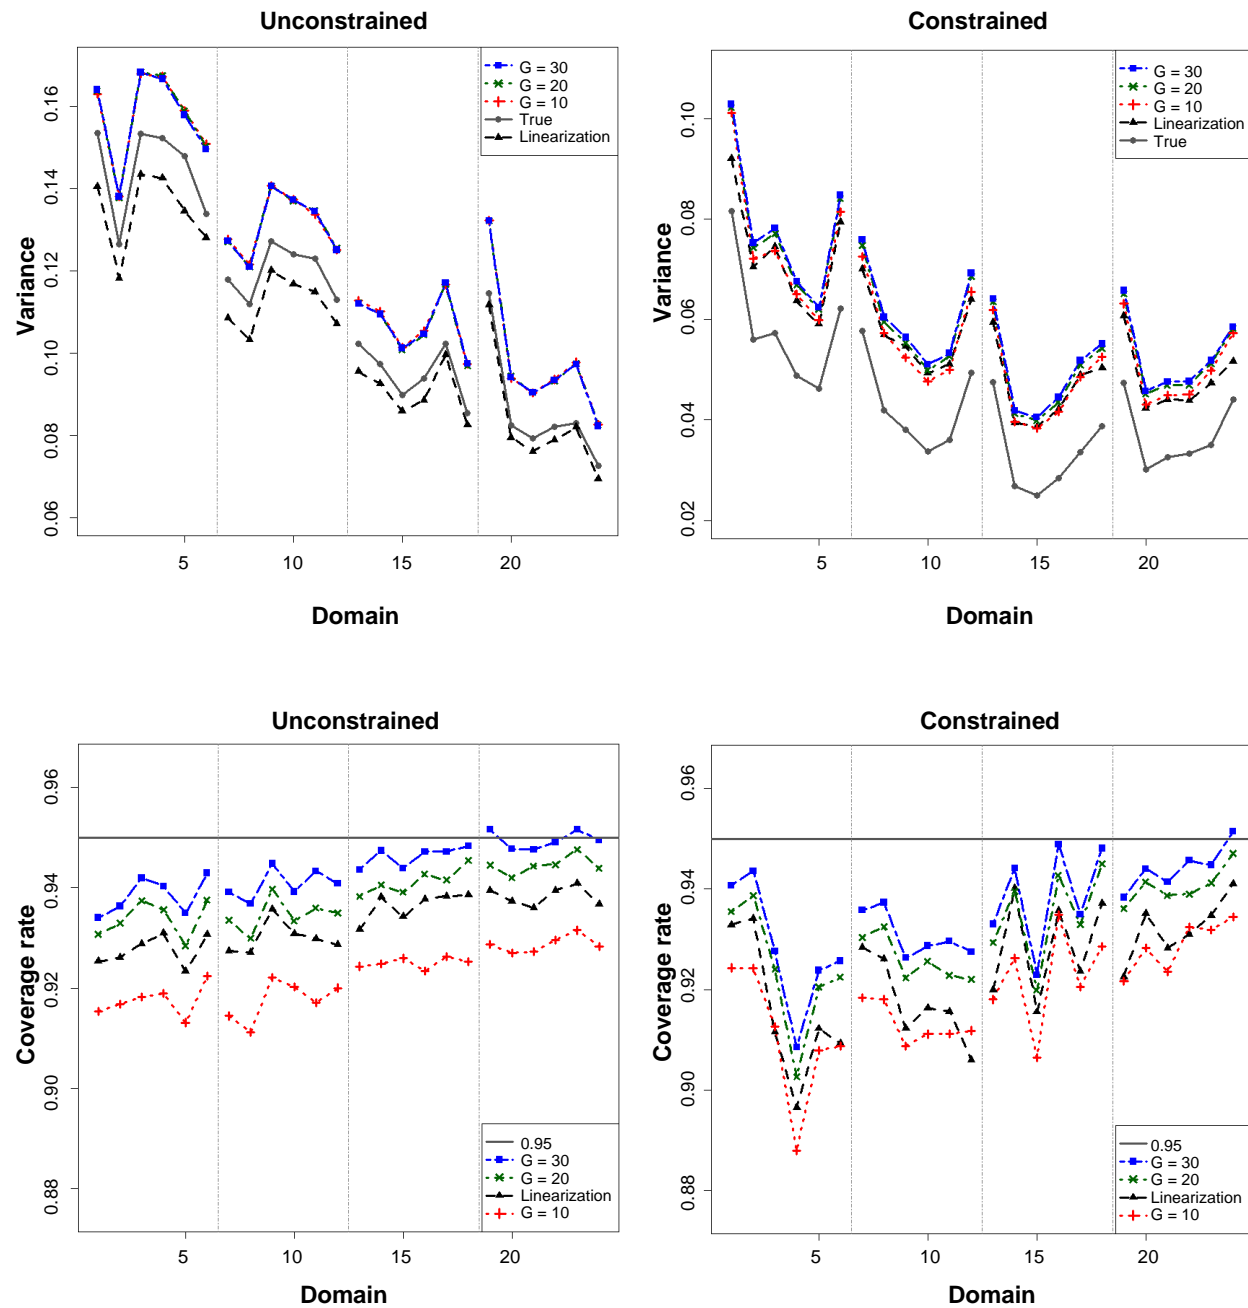 Unconstrained
0.06 0.08 0.10 0.12 0.14 0.16
Variance
G = 30
G = 20
G = 10
True
Linearization
5 10 15 20
Domain
Constrained
0.02 0.04 0.06 0.08 0.10
Variance
G = 30
G = 20
G = 10
Linearization
True
5 10 15 20
Domain
Unconstrained
0.88 0.90 0.92 0.94 0.96
Coverage rate
0.95
G = 30
G = 20
Linearization
G = 10
5 10 15 20
Domain
Constrained
0.88 0.90 0.92 0.94 0.96
Coverage rate
0.95
G = 30
G = 20
Linearization
G = 10
5 10 15 20
Domain